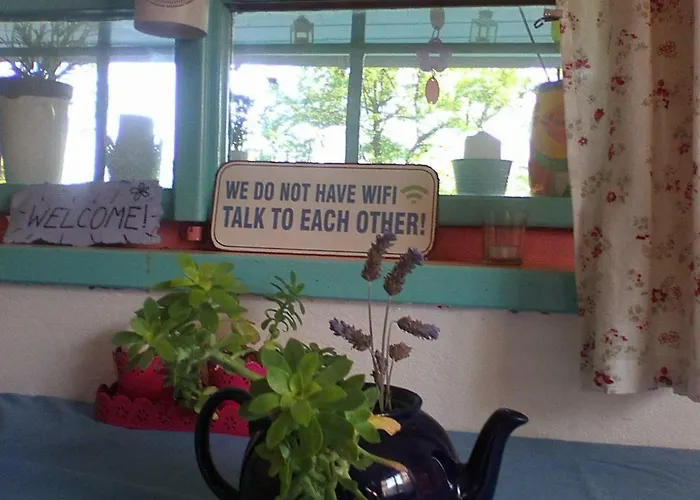 WELCOME!
WE DO NOT HAVE WIFI
TALK TO EACH OTHER!